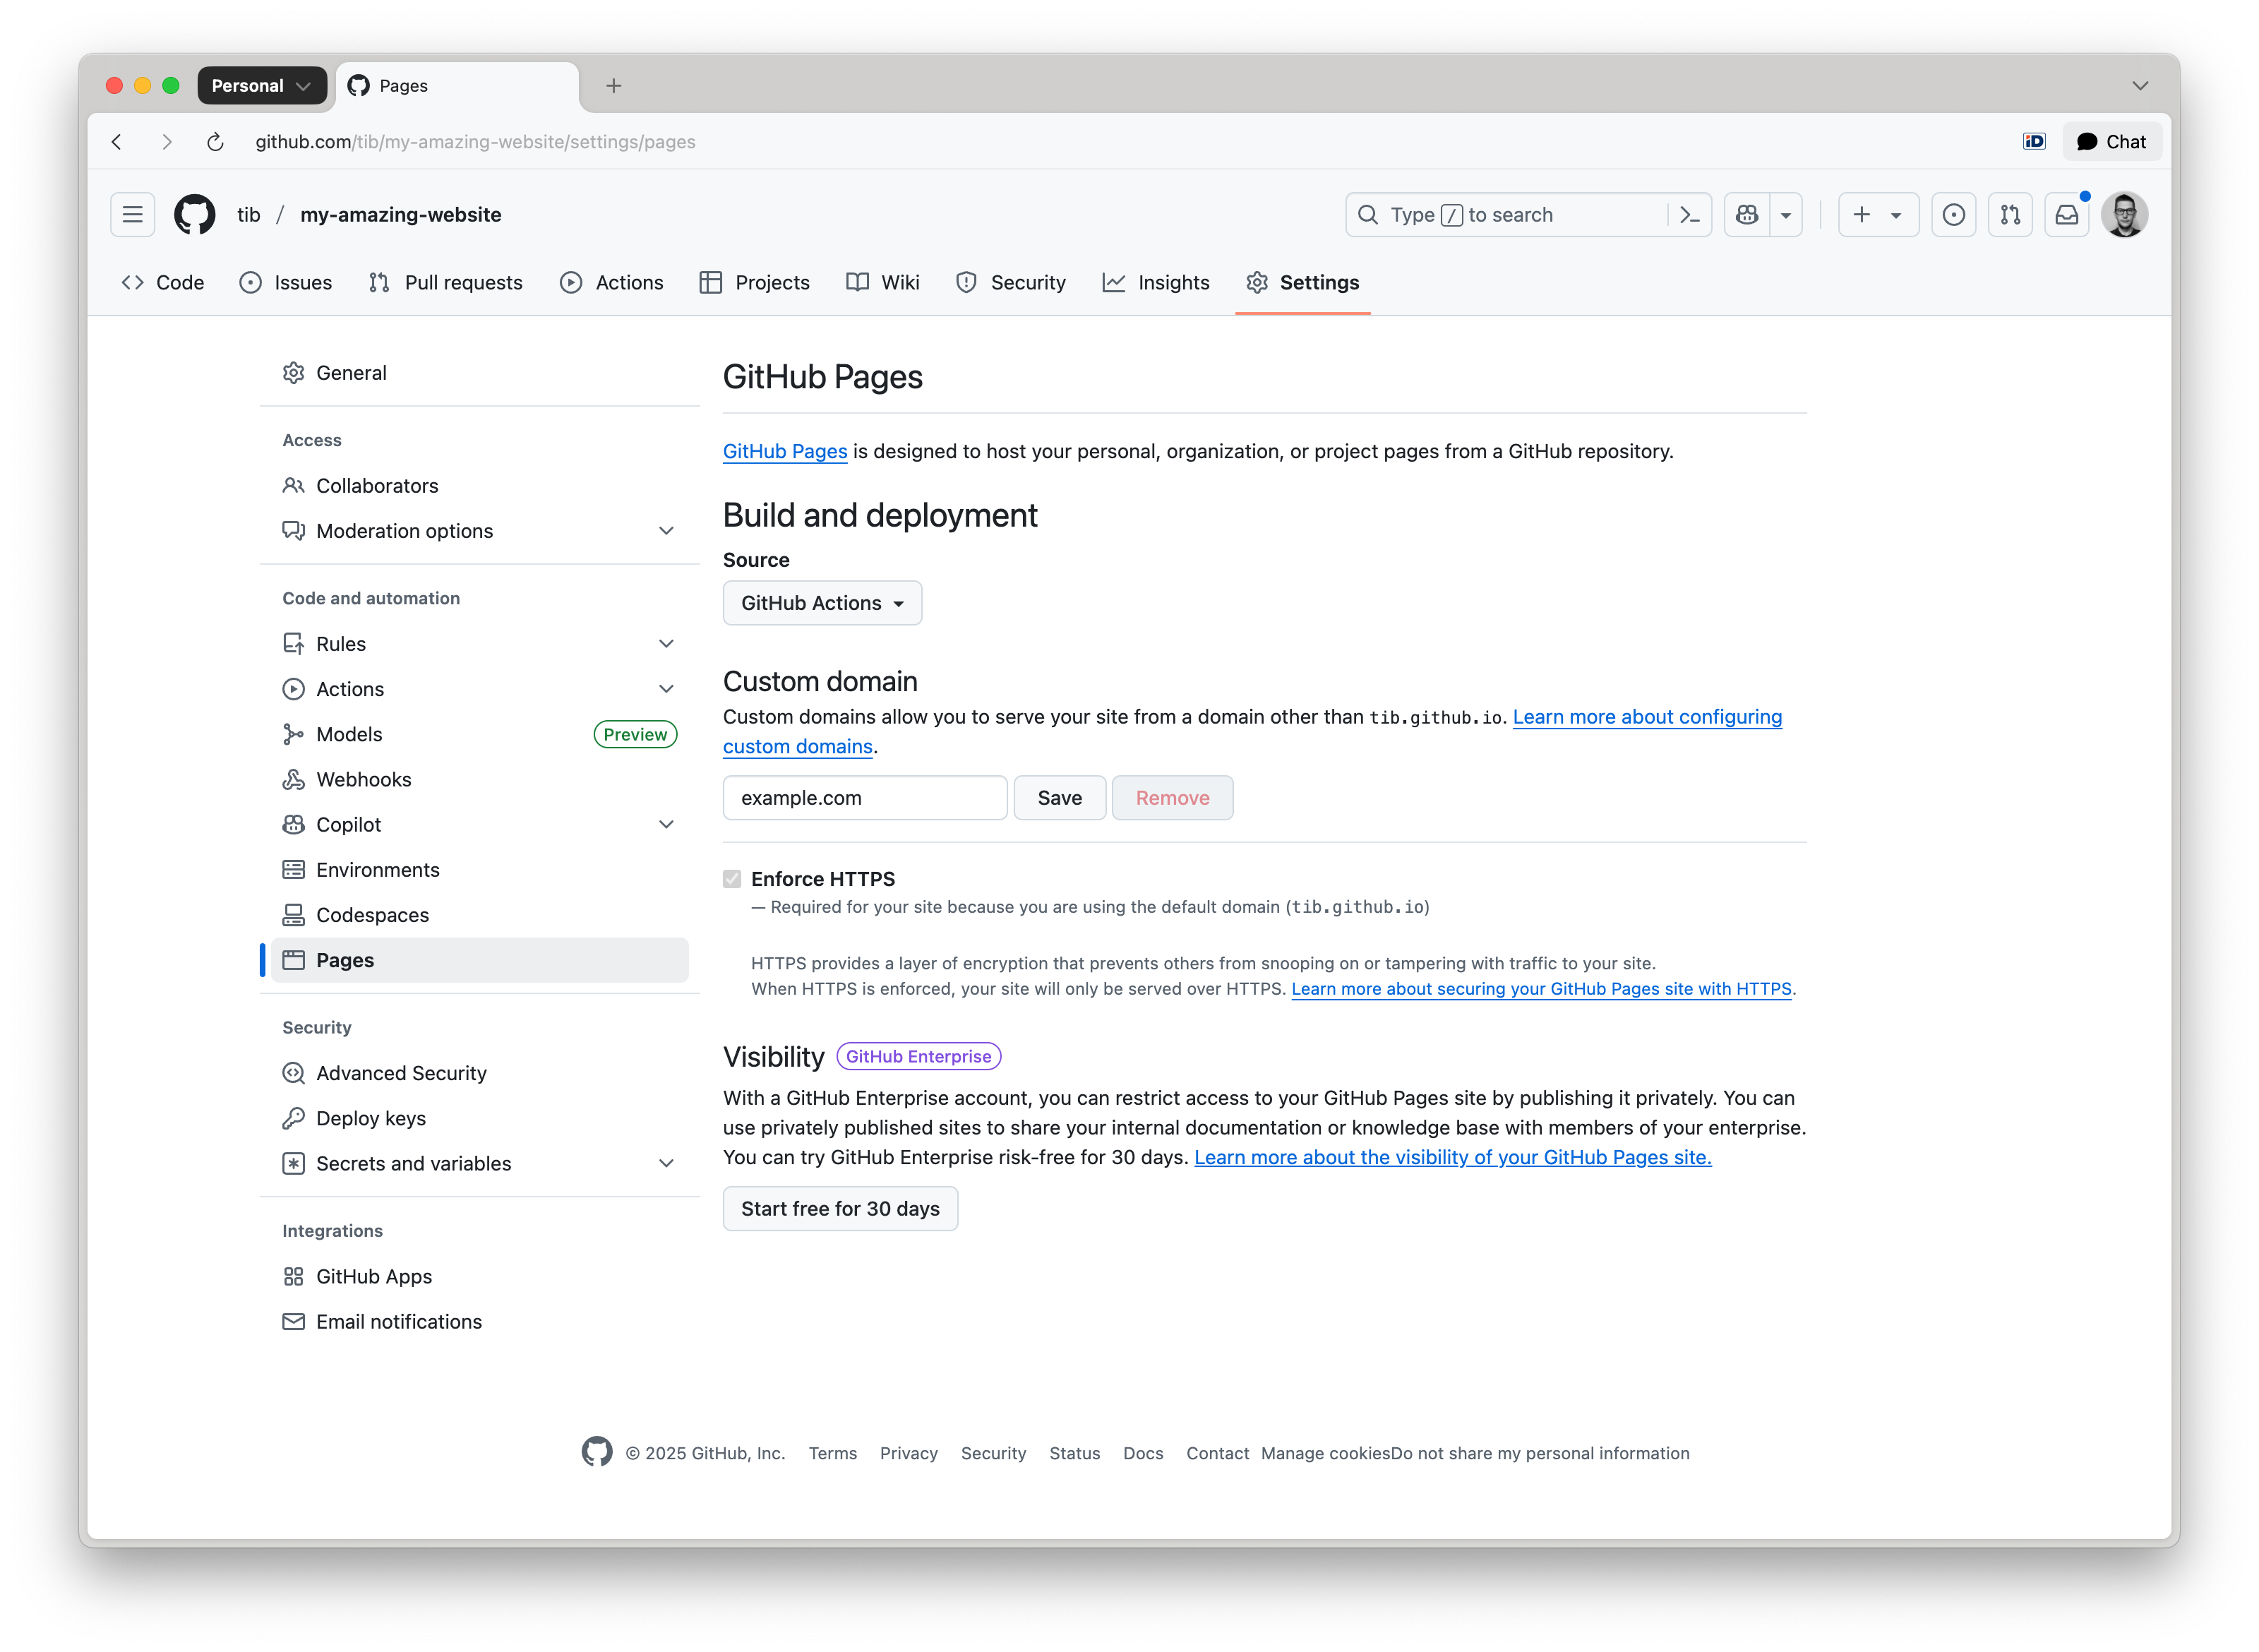 Personal
Pages
github.com/tib/my-amazing-website/settings/pages
iD
Chat
tib / my-amazing-website
Type / to search
Code
Issues
Pull requests
Actions
Projects
Wiki
Security
Insights
Settings
General
Access
Collaborators
Moderation options
Code and automation
Rules
Actions
Models
Preview
Webhooks
Copilot
Environments
Codespaces
Pages
Security
Advanced Security
Deploy keys
Secrets and variables
Integrations
GitHub Apps
Email notifications
GitHub Pages
GitHub Pages is designed to host your personal, organization, or project pages from a GitHub repository.
Build and deployment
Source
GitHub Actions
Custom domain
Custom domains allow you to serve your site from a domain other than tib.github.io. Learn more about configuring
custom domains.
example.com
Save
Remove
Enforce HTTPS
— Required for your site because you are using the default domain (tib.github.io)
HTTPS provides a layer of encryption that prevents others from snooping on or tampering with traffic to your site.
When HTTPS is enforced, your site will only be served over HTTPS. Learn more about securing your GitHub Pages site with HTTPS.
Visibility
GitHub Enterprise
With a GitHub Enterprise account, you can restrict access to your GitHub Pages site by publishing it privately. You can
use privately published sites to share your internal documentation or knowledge base with members of your enterprise.
You can try GitHub Enterprise risk-free for 30 days. Learn more about the visibility of your GitHub Pages site.
Start free for 30 days
© 2025 GitHub, Inc.
Terms
Privacy
Security
Status
Docs
Contact
Manage cookies
Do not share my personal information